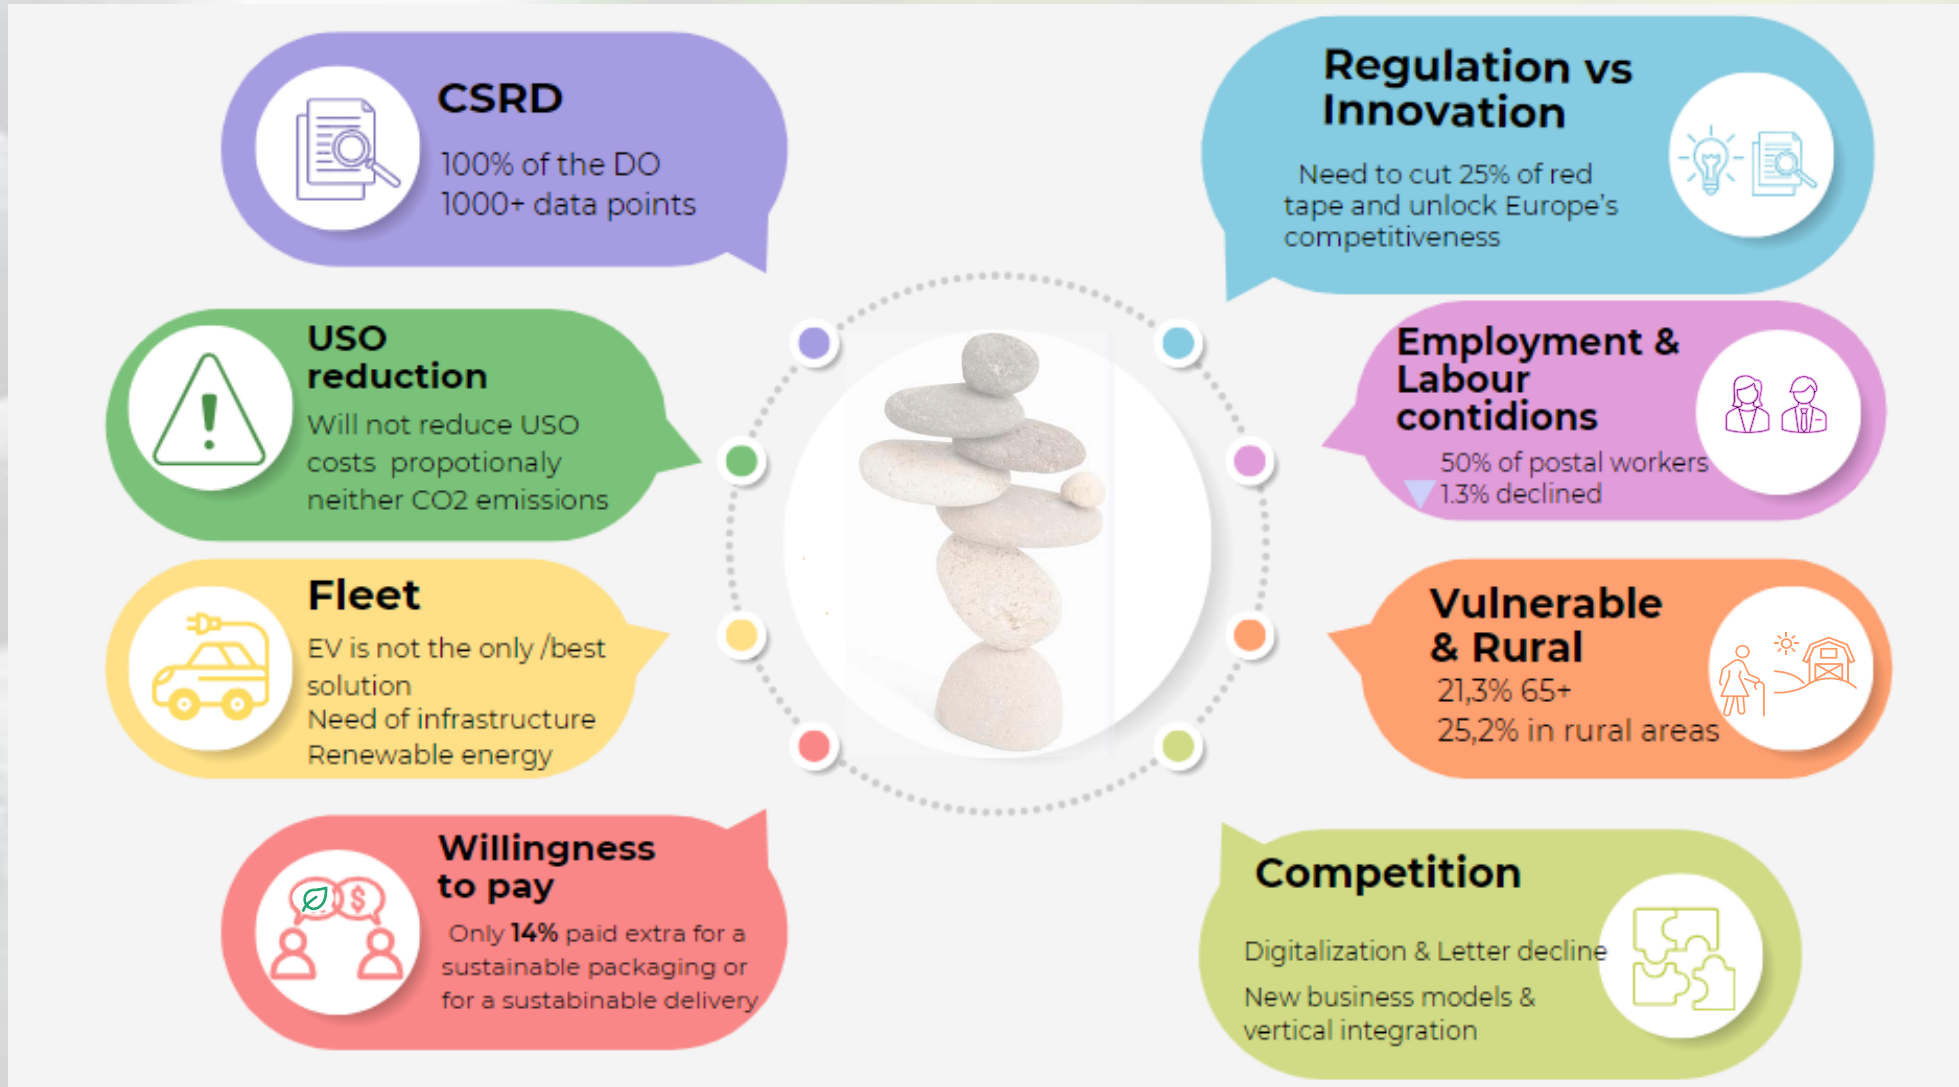 CSRD
100% of the DO
1000+ data points
USO
reduction
Will not reduce USO
costs propotionaly
neither CO2 emissions
Fleet
EV is not the only /best
solution
Need of infrastructure
Renewable energy
Willingness
to pay
Only 14% paid extra for a
sustainable packaging or
for a sustabinable delivery
Regulation vs
Innovation
Need to cut 25% of red
tape and unlock Europe's
competitiveness
Employment &
Labour
contidions
50% of postal workers
1.3% declined
Vulnerable
& Rural
21,3% 65+
25,2% in rural areas
Competition
Digitalization & Letter decline
New business models &
vertical integration